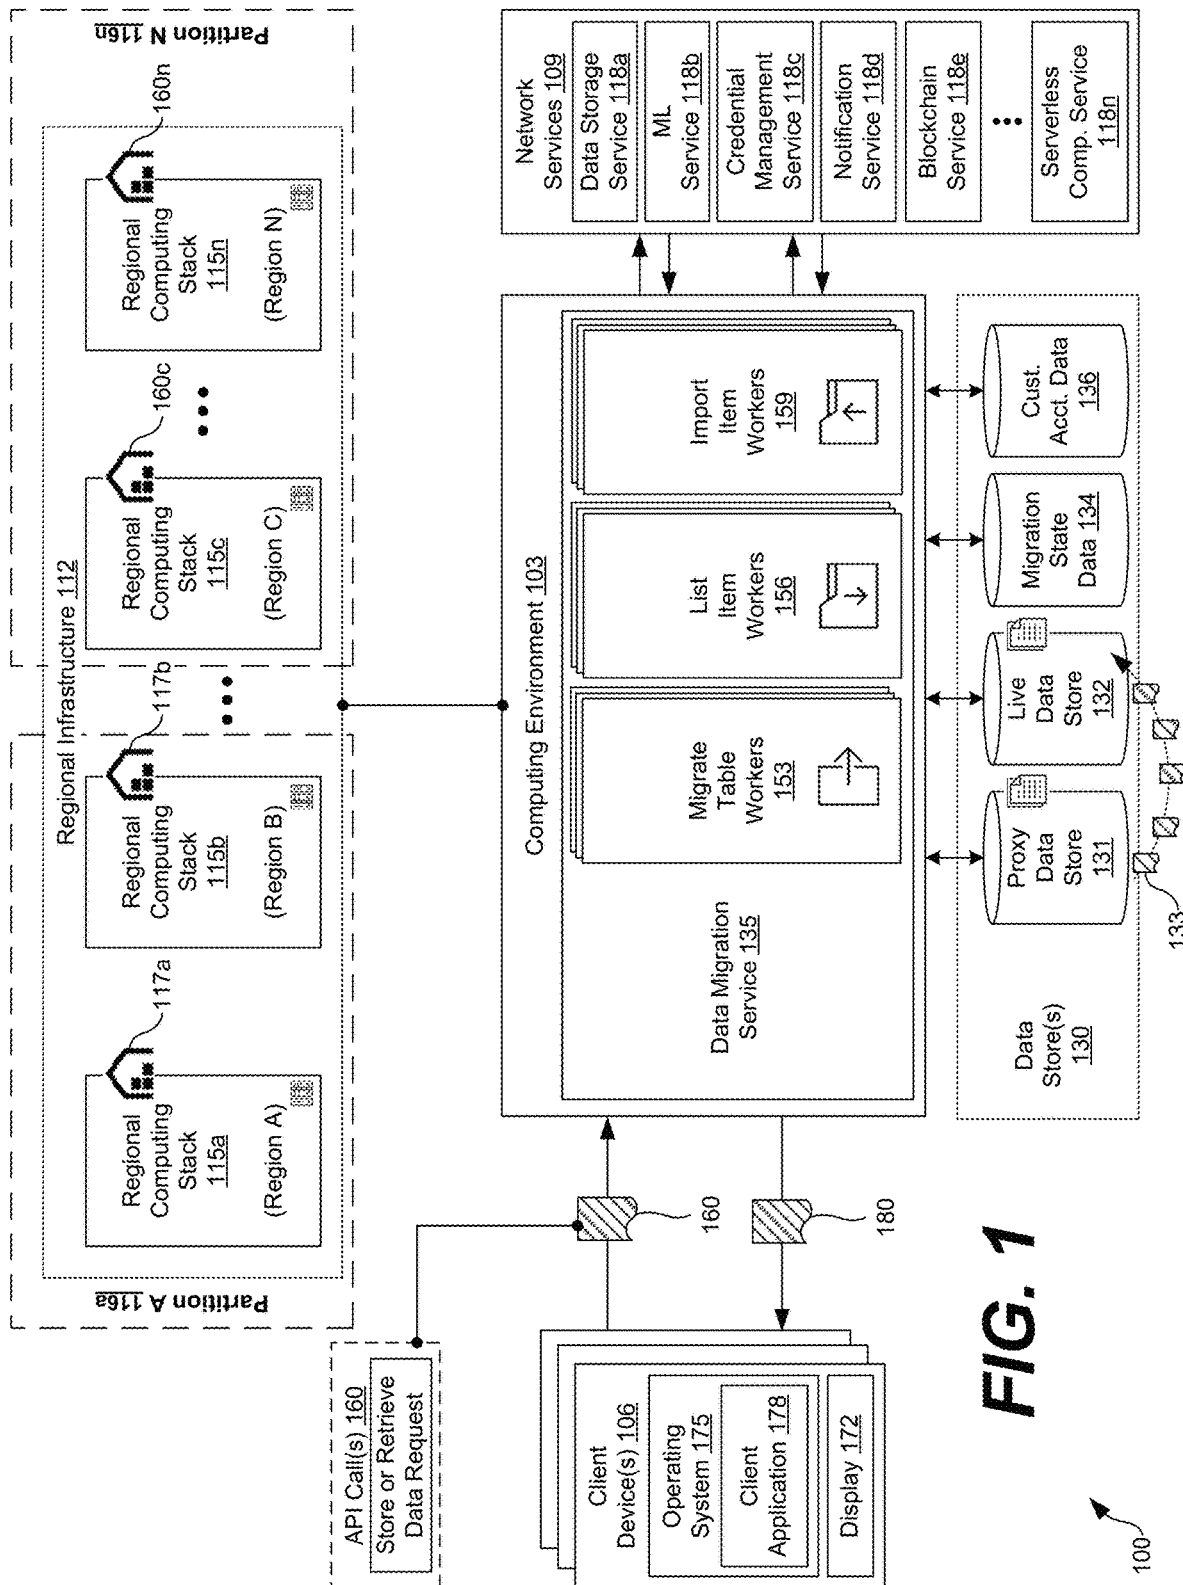 Partition A 116a
Partition N 116n
Regional Infrastructure 112
117a
117b
160c
160n
Regional
Computing
Stack
115a
(Region A)
Regional
Computing
Stack
115b
(Region B)
Regional
Computing
Stack
115c
(Region C)
Regional
Computing
Stack
115n
(Region N)
API Call(s) 160
Store or Retrieve
Data Request
Client
Device(s) 106
Operating
System 175
Client
Application 178
Display 172
160
180
Computing Environment 103
Data Migration
Service 135
Migrate
Table
Workers
153
List
Item
Workers
156
Import
Item
Workers
159
Network
Services 109
Data Storage
Service 118a
ML
Service 118b
Credential
Management
Service 118c
Notification
Service 118d
Blockchain
Service 118e
Serverless
Comp. Service
118n
Data
Store(s)
130
Proxy
Data
Store
131
Live
Data
Store
132
Migration
State
Data 134
Cust.
Acct. Data
136
133
100
FIG. 1